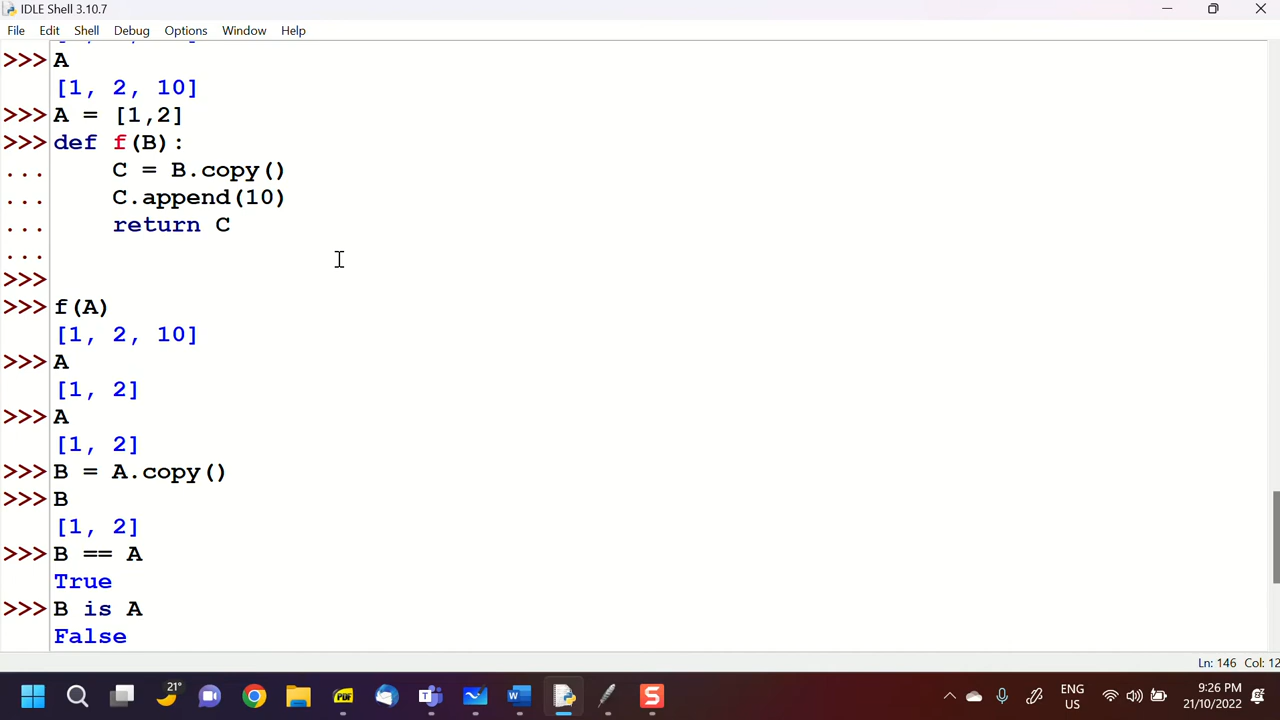 IDLE Shell 3.10.7
File Edit Shell Debug Options Window Help
>>> A
[1, 2, 10]
>>> A = [1,2]
>>> def f(B):
... C = B.copy()
... C.append(10)
... return C
...
>>>
>>> f(A)
[1, 2, 10]
>>> A
[1, 2]
>>> A
[1, 2]
>>> B = A.copy()
>>> B
[1, 2]
>>> B == A
True
>>> B is A
False
Ln: 146 Col: 12
21°
PDF
ENG
US
9:26 PM
21/10/2022